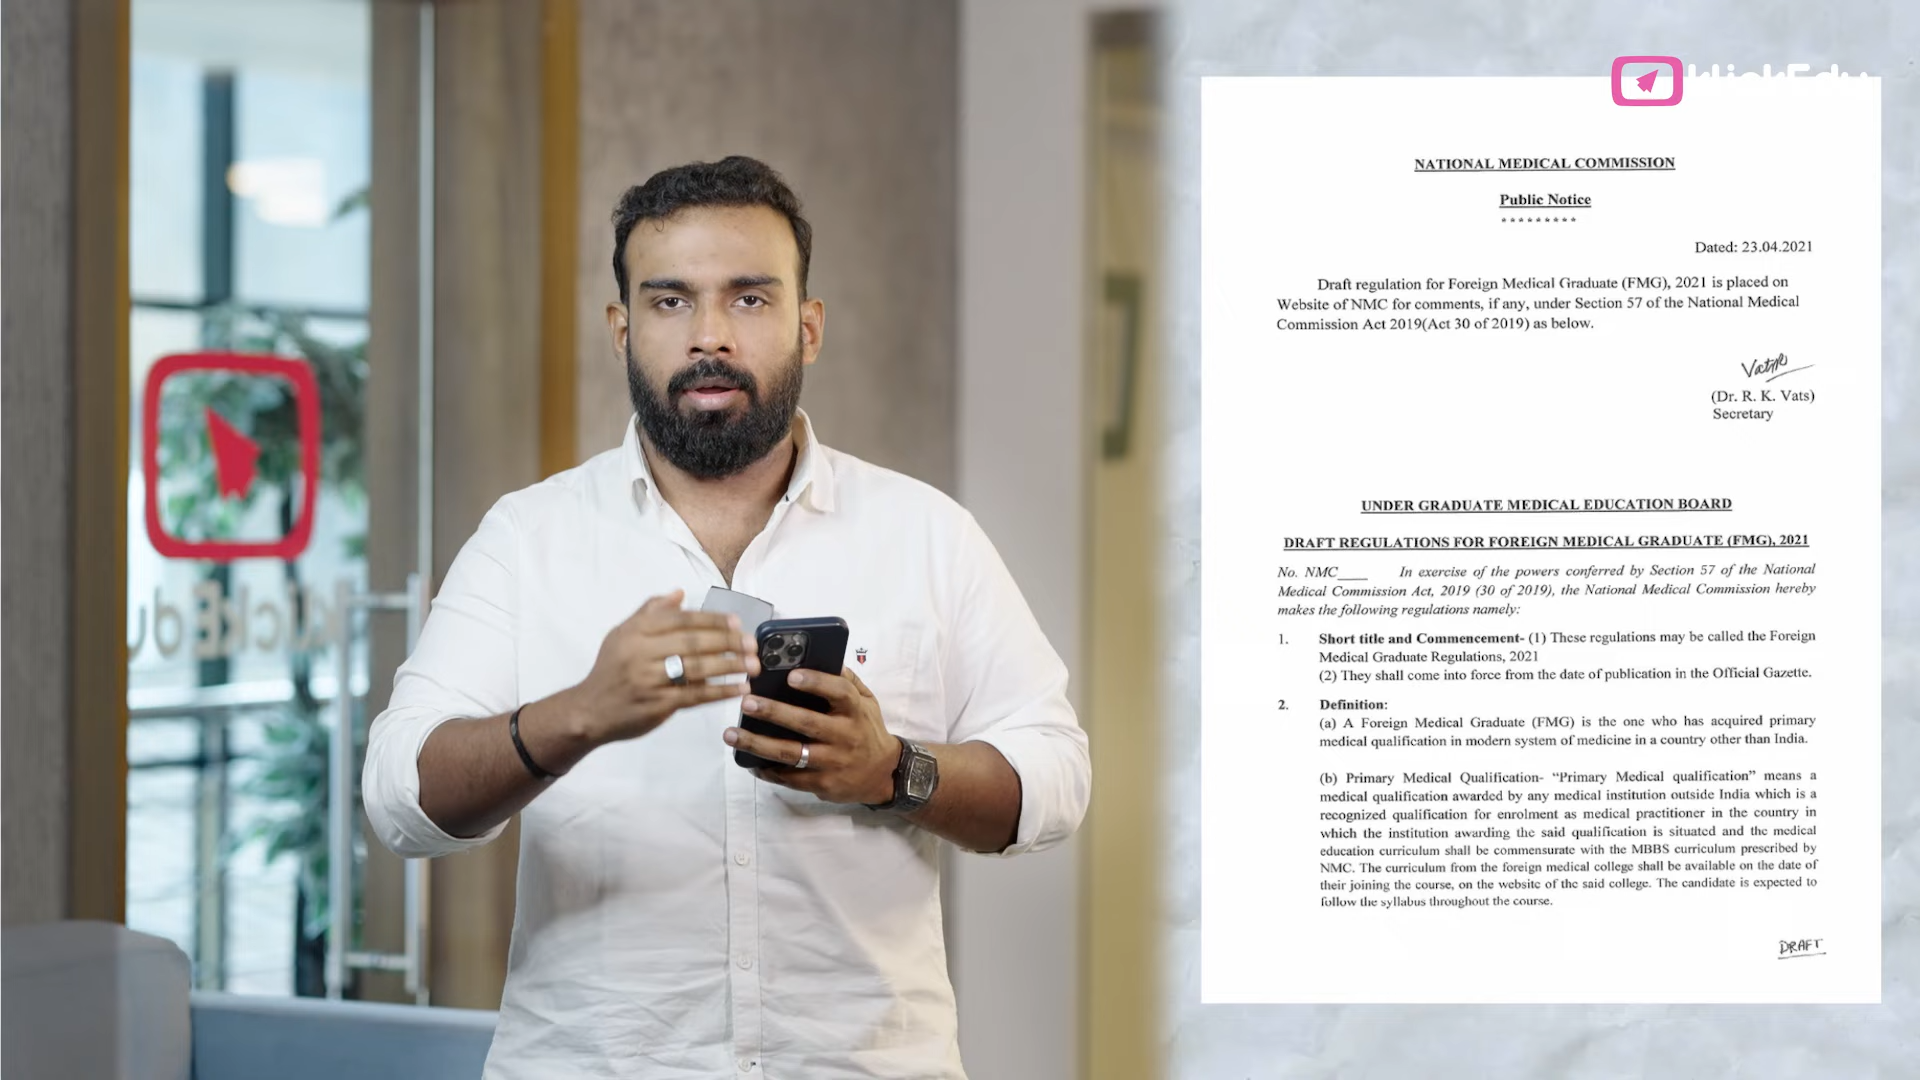 klickEdu
klickEdu
NATIONAL MEDICAL COMMISSION
Public Notice
*********
Dated: 23.04.2021
Draft regulation for Foreign Medical Graduate (FMG), 2021 is placed on
Website of NMC for comments, if any, under Section 57 of the National Medical
Commission Act 2019(Act 30 of 2019) as below.
(Dr. R. K. Vats)
Secretary
UNDER GRADUATE MEDICAL EDUCATION BOARD
DRAFT REGULATIONS FOR FOREIGN MEDICAL GRADUATE (FMG), 2021
No. NMC____ In exercise of the powers conferred by Section 57 of the National
Medical Commission Act, 2019 (30 of 2019), the National Medical Commission hereby
makes the following regulations namely:
1. Short title and Commencement- (1) These regulations may be called the Foreign
Medical Graduate Regulations, 2021
(2) They shall come into force from the date of publication in the Official Gazette.
2. Definition:
(a) A Foreign Medical Graduate (FMG) is the one who has acquired primary
medical qualification in modern system of medicine in a country other than India.
(b) Primary Medical Qualification- “Primary Medical qualification” means a
medical qualification awarded by any medical institution outside India which is a
recognized qualification for enrolment as medical practitioner in the country in
which the institution awarding the said qualification is situated and the medical
education curriculum shall be commensurate with the MBBS curriculum prescribed by
NMC. The curriculum from the foreign medical college shall be available on the date of
their joining the course, on the website of the said college. The candidate is expected to
follow the syllabus throughout the course.
DRAFT